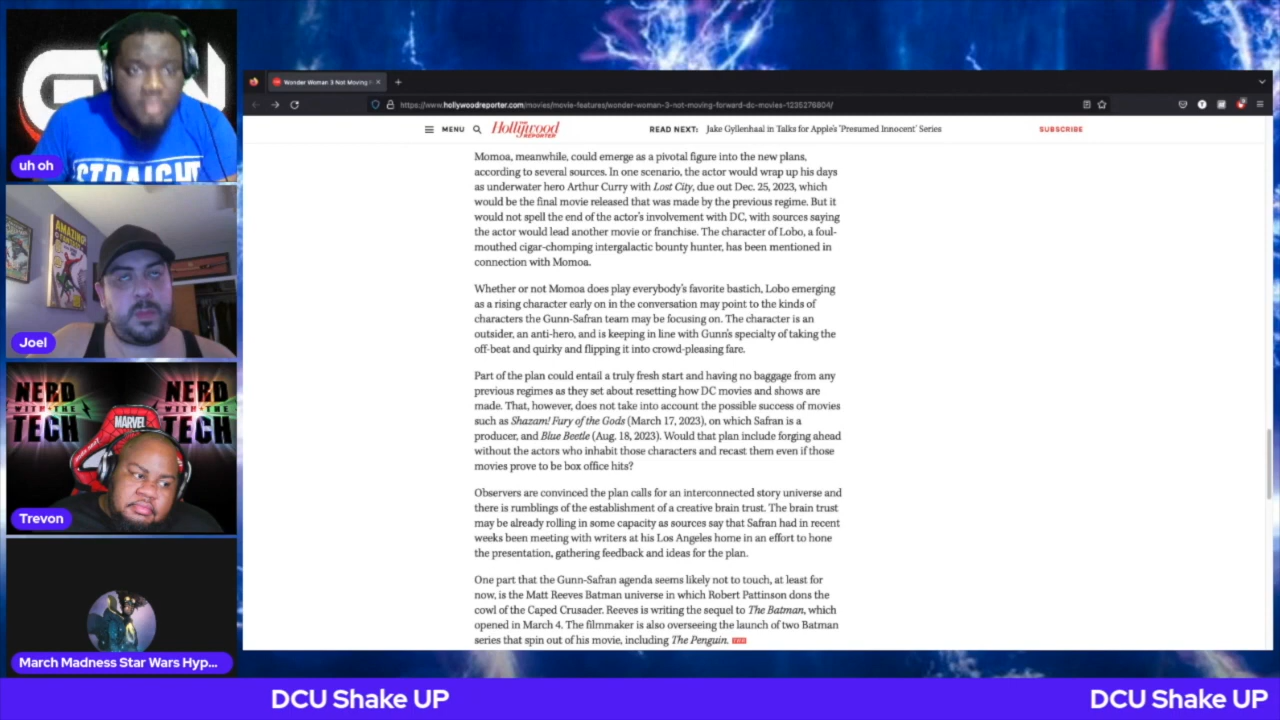 uh oh
STRAIGHT
AMAZING
Joel
NERD
WITH THE
TECH
NERD
WITH THE
TECH
MARVEL
Trevon
March Madness Star Wars Hyp...
Wonder Woman 3 Not Moving
https://www.hollywoodreporter.com/movies/movie-features/wonder-woman-3-not-moving-forward-dc-movies-1235276804/
MENU
Hollywood
REPORTER
READ NEXT: Jake Gyllenhaal in Talks for Apple's 'Presumed Innocent' Series
SUBSCRIBE
Momoa, meanwhile, could emerge as a pivotal figure into the new plans,
according to several sources. In one scenario, the actor would wrap up his days
as underwater hero Arthur Curry with Lost City, due out Dec. 25, 2023, which
would be the final movie released that was made by the previous regime. But it
would not spell the end of the actor's involvement with DC, with sources saying
the actor would lead another movie or franchise. The character of Lobo, a foul-
mouthed cigar-chomping intergalactic bounty hunter, has been mentioned in
connection with Momoa.
Whether or not Momoa does play everybody's favorite bastich, Lobo emerging
as a rising character early on in the conversation may point to the kinds of
characters the Gunn-Safran team may be focusing on. The character is an
outsider, an anti-hero, and is keeping in line with Gunn's specialty of taking the
off-beat and quirky and flipping it into crowd-pleasing fare.
Part of the plan could entail a truly fresh start and having no baggage from any
previous regimes as they set about resetting how DC movies and shows are
made. That, however, does not take into account the possible success of movies
such as Shazam! Fury of the Gods (March 17, 2023), on which Safran is a
producer, and Blue Beetle (Aug. 18, 2023). Would that plan include forging ahead
without the actors who inhabit those characters and recast them even if those
movies prove to be box office hits?
Observers are convinced the plan calls for an interconnected story universe and
there is rumblings of the establishment of a creative brain trust. The brain trust
may be already rolling in some capacity as sources say that Safran had in recent
weeks been meeting with writers at his Los Angeles home in an effort to hone
the presentation, gathering feedback and ideas for the plan.
One part that the Gunn-Safran agenda seems likely not to touch, at least for
now, is the Matt Reeves Batman universe in which Robert Pattinson dons the
cowl of the Caped Crusader. Reeves is writing the sequel to The Batman, which
opened in March 4. The filmmaker is also overseeing the launch of two Batman
series that spin out of his movie, including The Penguin. THR
DCU Shake UP
DCU Shake UP